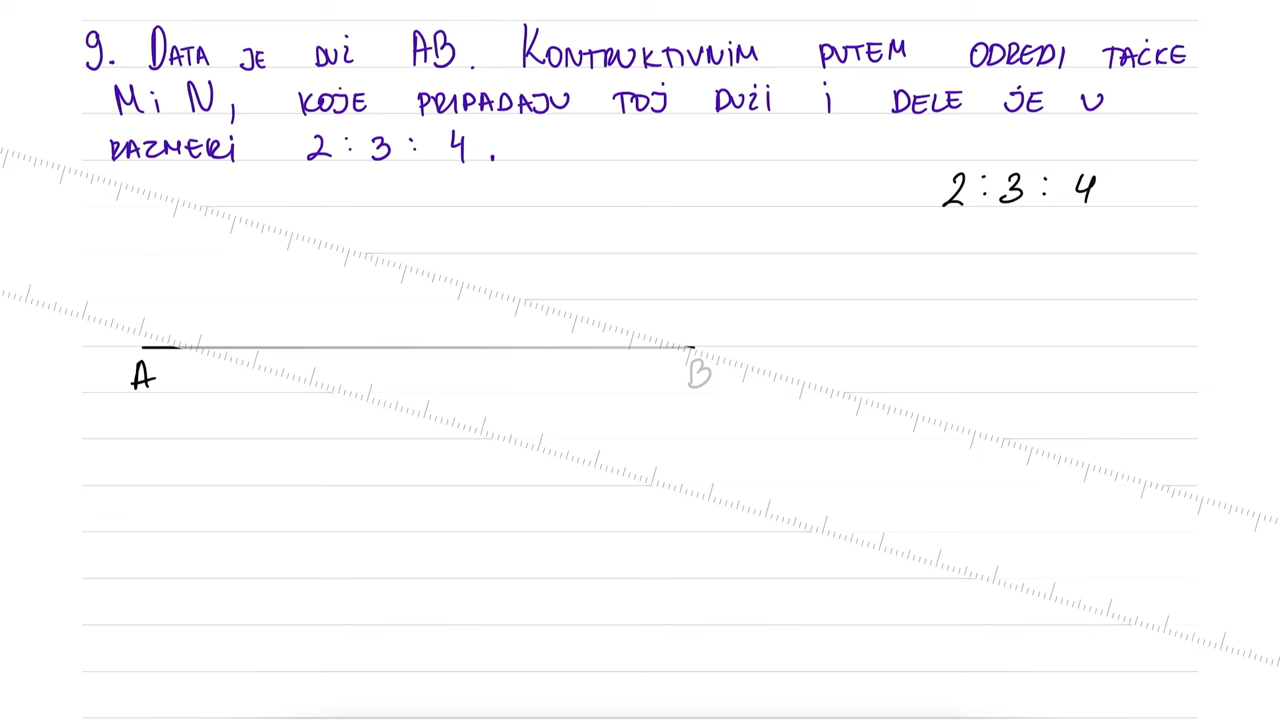 9. DATA JE DUŽ AB. KONTRUKTIVNIM PUTEM ODREDI TAČKE
M i N, KOJE PRIPADAJU TOJ DUŽI I DELE JE U
RAZMERI 2 : 3 : 4.
2 : 3 : 4
A B